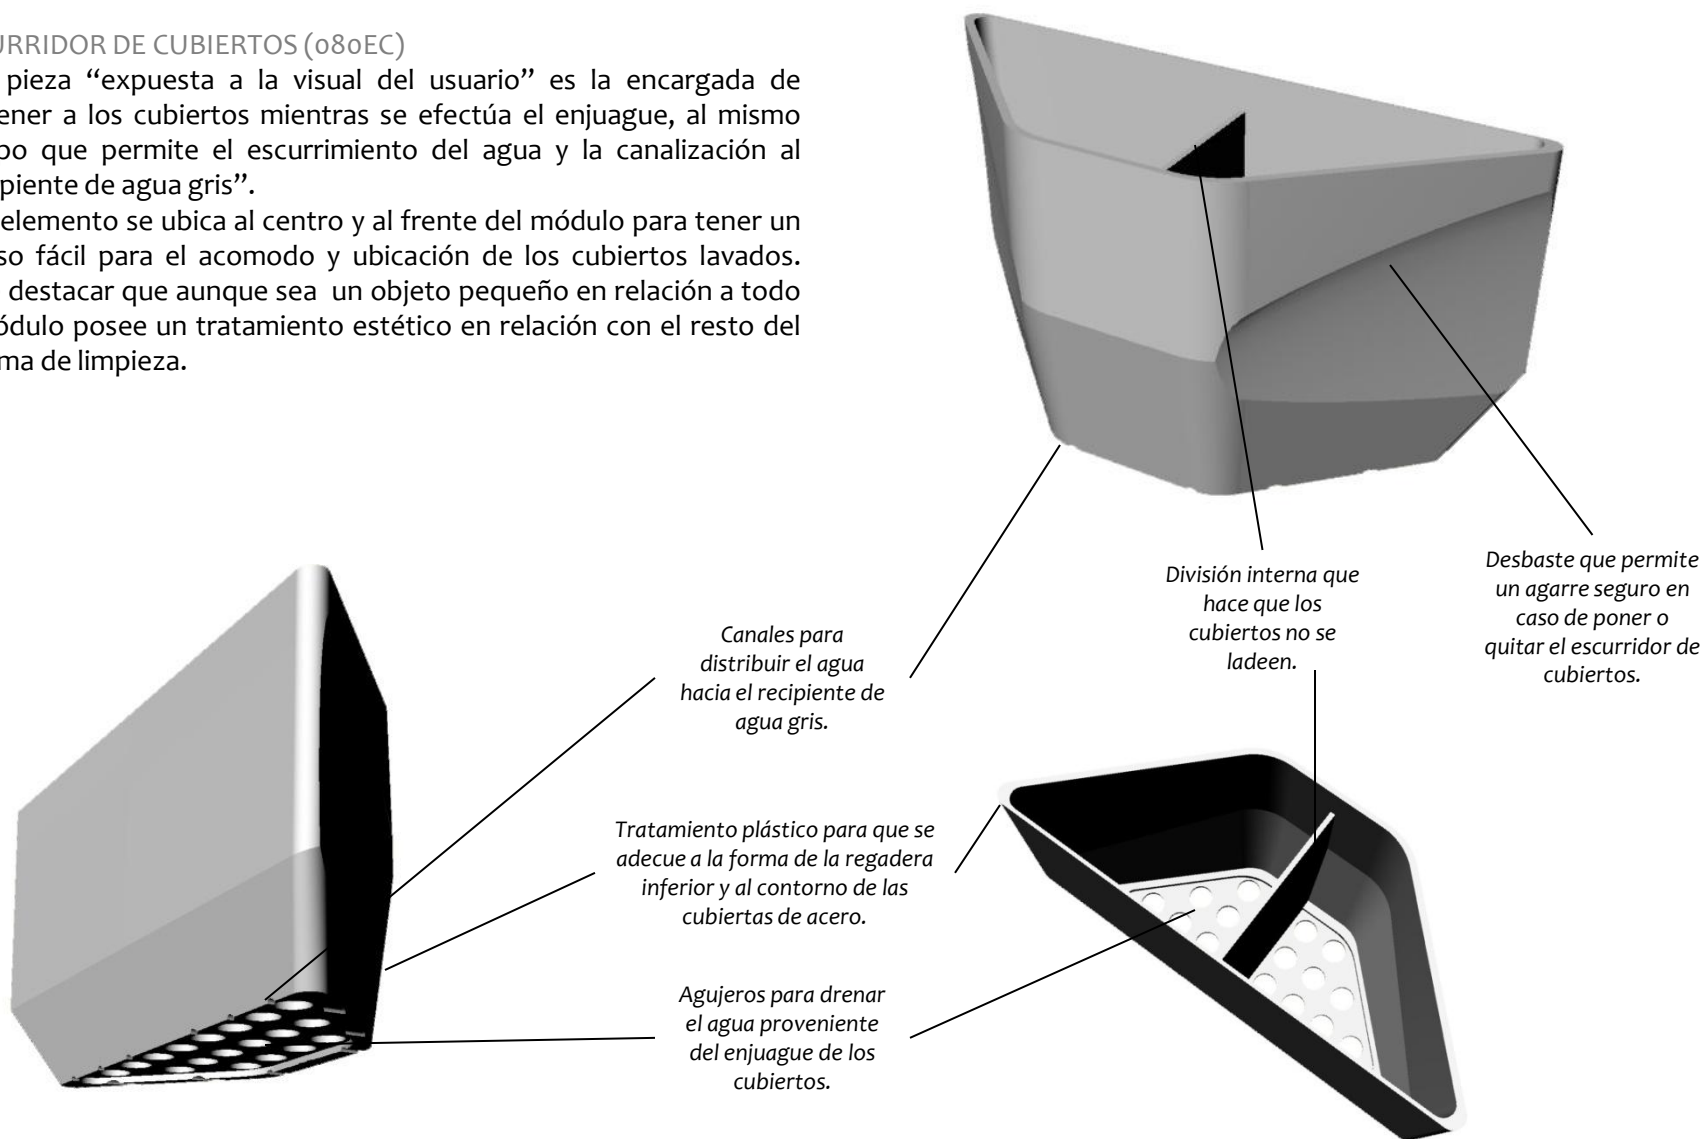 URRIDOR DE CUBIERTOS (080EC)
pieza “expuesta a la visual del usuario” es la encargada de
ener a los cubiertos mientras se efectúa el enjuague, al mismo
po que permite el escurrimiento del agua y la canalización al
piente de agua gris”.
elemento se ubica al centro y al frente del módulo para tener un
so fácil para el acomodo y ubicación de los cubiertos lavados.
destacar que aunque sea un objeto pequeño en relación a todo
ódulo posee un tratamiento estético en relación con el resto del
ma de limpieza.
División interna que
hace que los
cubiertos no se
ladeen.
Desbaste que permite
un agarre seguro en
caso de poner o
quitar el escurridor de
cubiertos.
Canales para
distribuir el agua
hacia el recipiente de
agua gris.
Tratamiento plástico para que se
adecue a la forma de la regadera
inferior y al contorno de las
cubiertas de acero.
Agujeros para drenar
el agua proveniente
del enjuague de los
cubiertos.